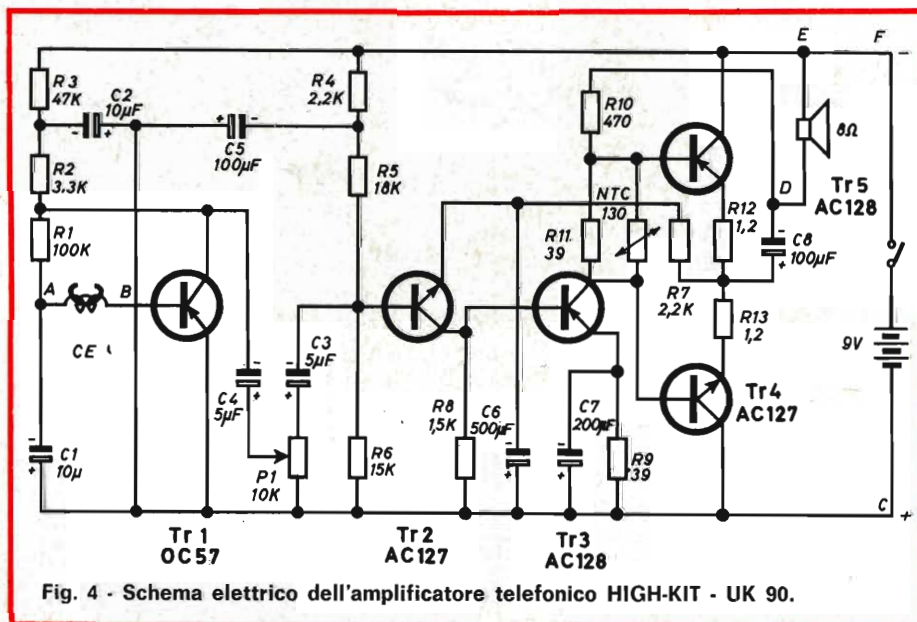 E
F
-
R3
47K
C2
10µF
-
+
R4
2,2K
C5
100µF
+
-
R2
3.3K
R5
18K
R10
470
8Ω
NTC
130
D
Tr5
AC128
R1
100K
R12
1,2
-
C8
100µF
+
R11
39
A
B
CE
R7
2,2K
R13
1,2
9V
C3
5µF
-
+
C4
5µF
-
+
R8
1,5K
C6
500µF
-
+
C7
200µF
-
+
Tr4
AC127
C1
10µ
-
+
P1
10K
R6
15K
R9
39
C
+
Tr1
OC57
Tr2
AC127
Tr3
AC128
Fig. 4 - Schema elettrico dell'amplificatore telefonico HIGH-KIT - UK 90.